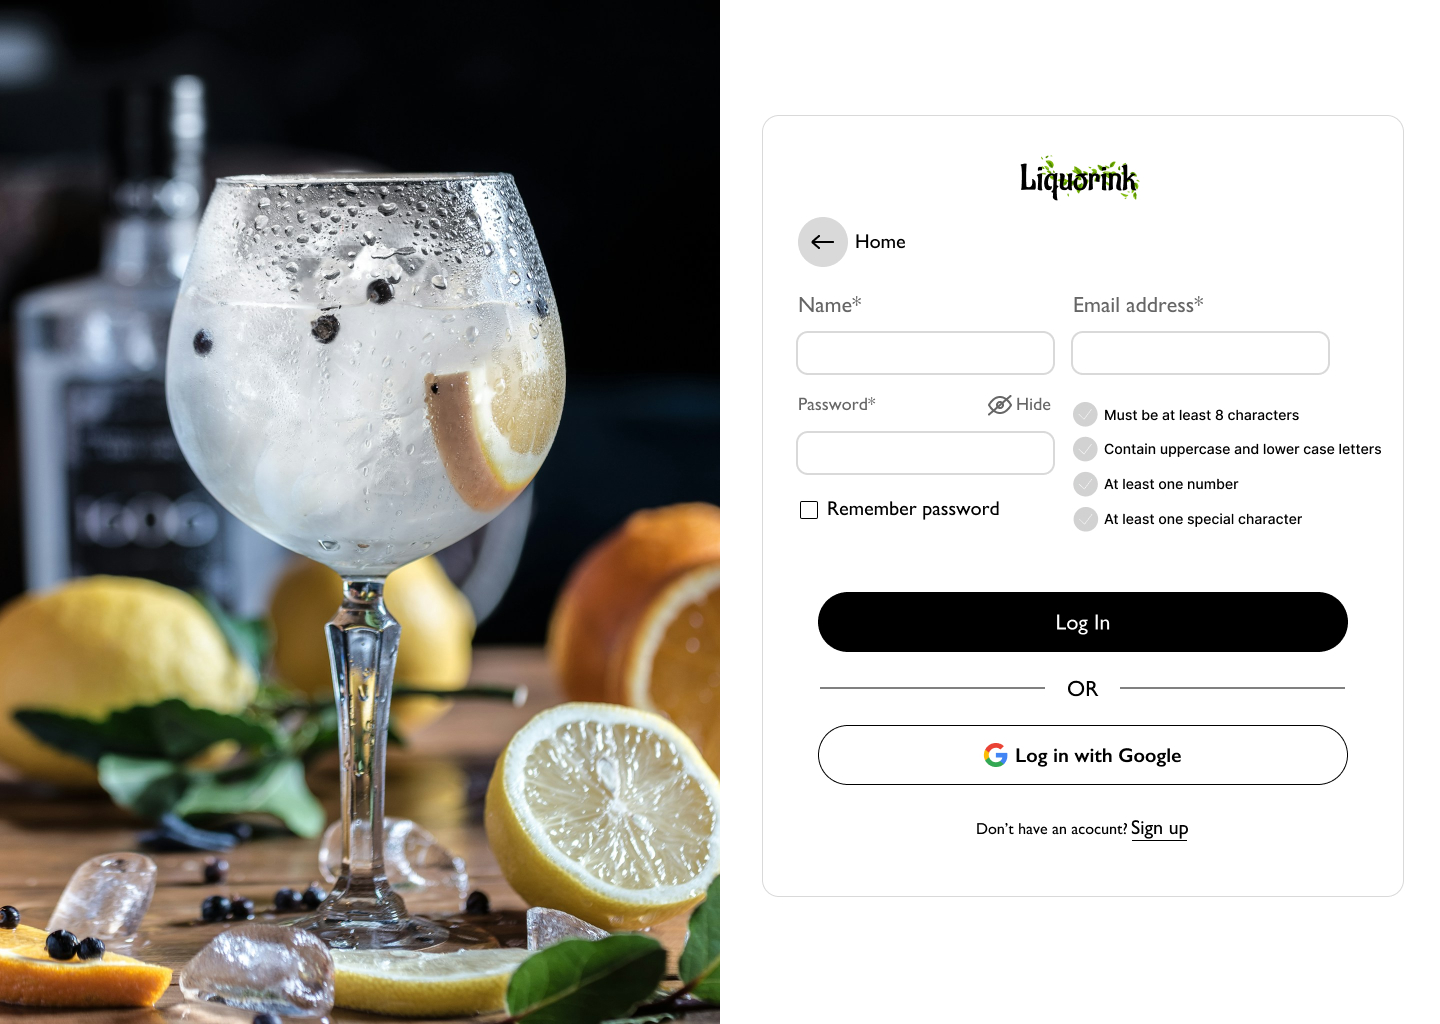 Liquorink
Home
Name*
Email address*
Password*
Hide
Must be at least 8 characters
Contain uppercase and lower case letters
At least one number
At least one special character
Remember password
Log In
OR
Log in with Google
Don't have an acocunt? Sign up